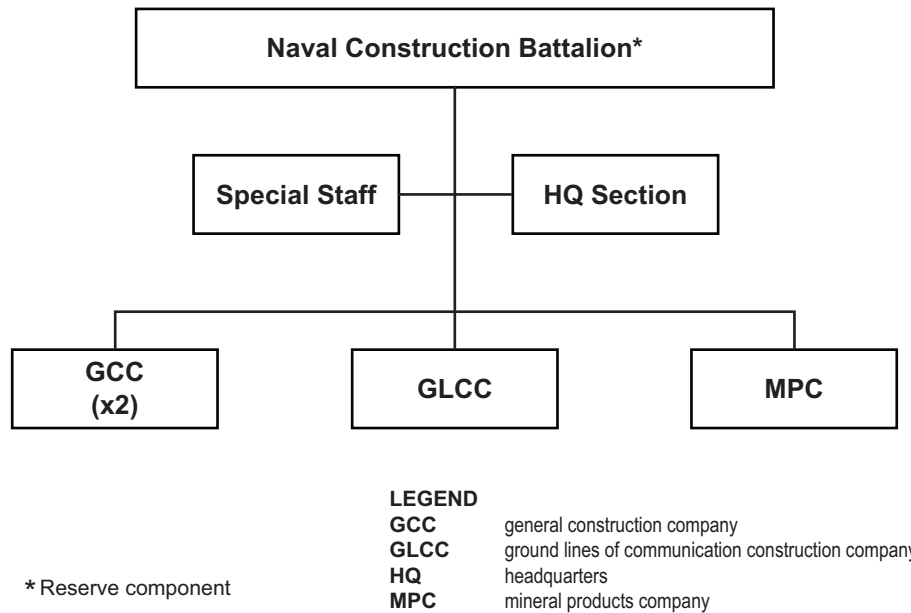 Naval Construction Battalion*
Special Staff
HQ Section
GCC
(x2)
GLCC
MPC
LEGEND
GCC general construction company
GLCC ground lines of communication construction company
HQ headquarters
MPC mineral products company
* Reserve component